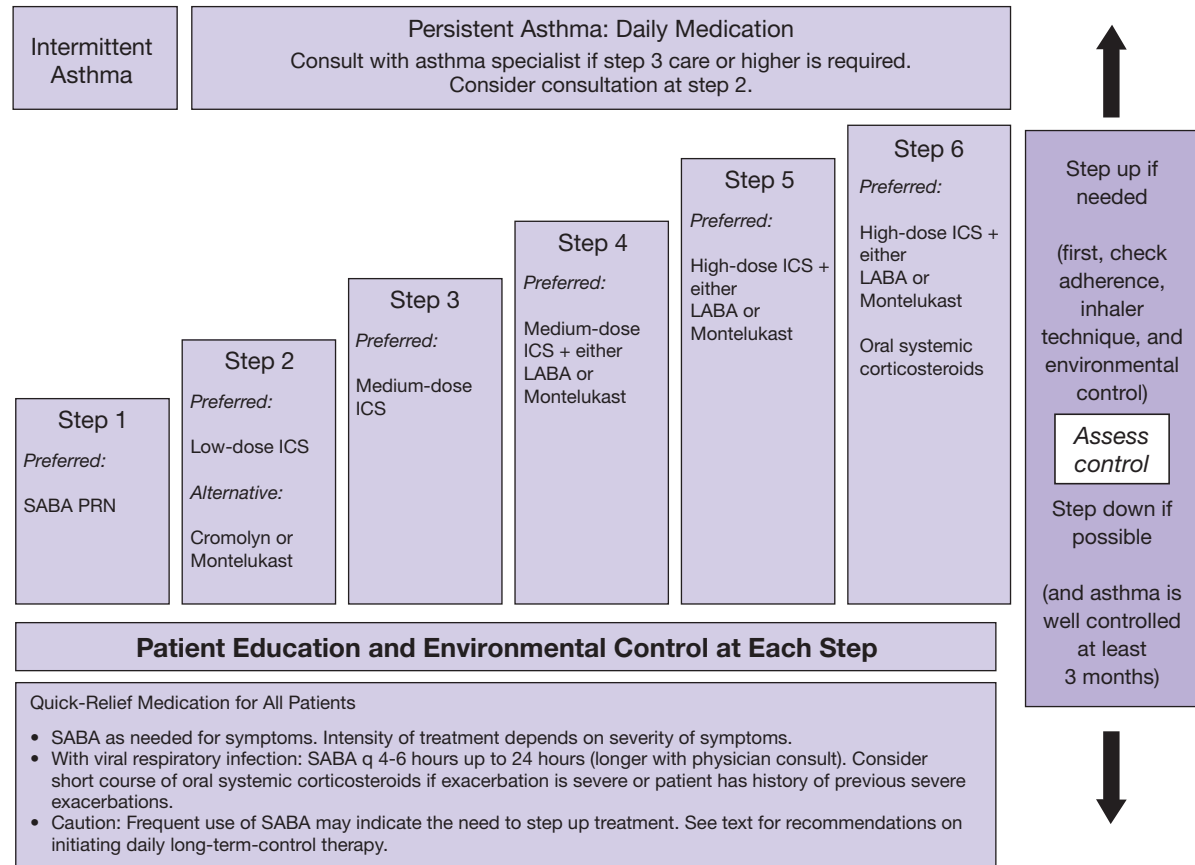 Intermittent
Asthma
Persistent Asthma: Daily Medication
Consult with asthma specialist if step 3 care or higher is required.
Consider consultation at step 2.
Step 1
Preferred:
SABA PRN
Step 2
Preferred:
Low-dose ICS
Alternative:
Cromolyn or
Montelukast
Step 3
Preferred:
Medium-dose
ICS
Step 4
Preferred:
Medium-dose
ICS + either
LABA or
Montelukast
Step 5
Preferred:
High-dose ICS +
either
LABA or
Montelukast
Step 6
Preferred:
High-dose ICS +
either
LABA or
Montelukast
Oral systemic
corticosteroids
Step up if
needed
(first, check
adherence,
inhaler
technique, and
environmental
control)
Assess
control
Step down if
possible
(and asthma is
well controlled
at least
3 months)
Patient Education and Environmental Control at Each Step
Quick-Relief Medication for All Patients
• SABA as needed for symptoms. Intensity of treatment depends on severity of symptoms.
• With viral respiratory infection: SABA q 4-6 hours up to 24 hours (longer with physician consult). Consider
short course of oral systemic corticosteroids if exacerbation is severe or patient has history of previous severe
exacerbations.
• Caution: Frequent use of SABA may indicate the need to step up treatment. See text for recommendations on
initiating daily long-term-control therapy.